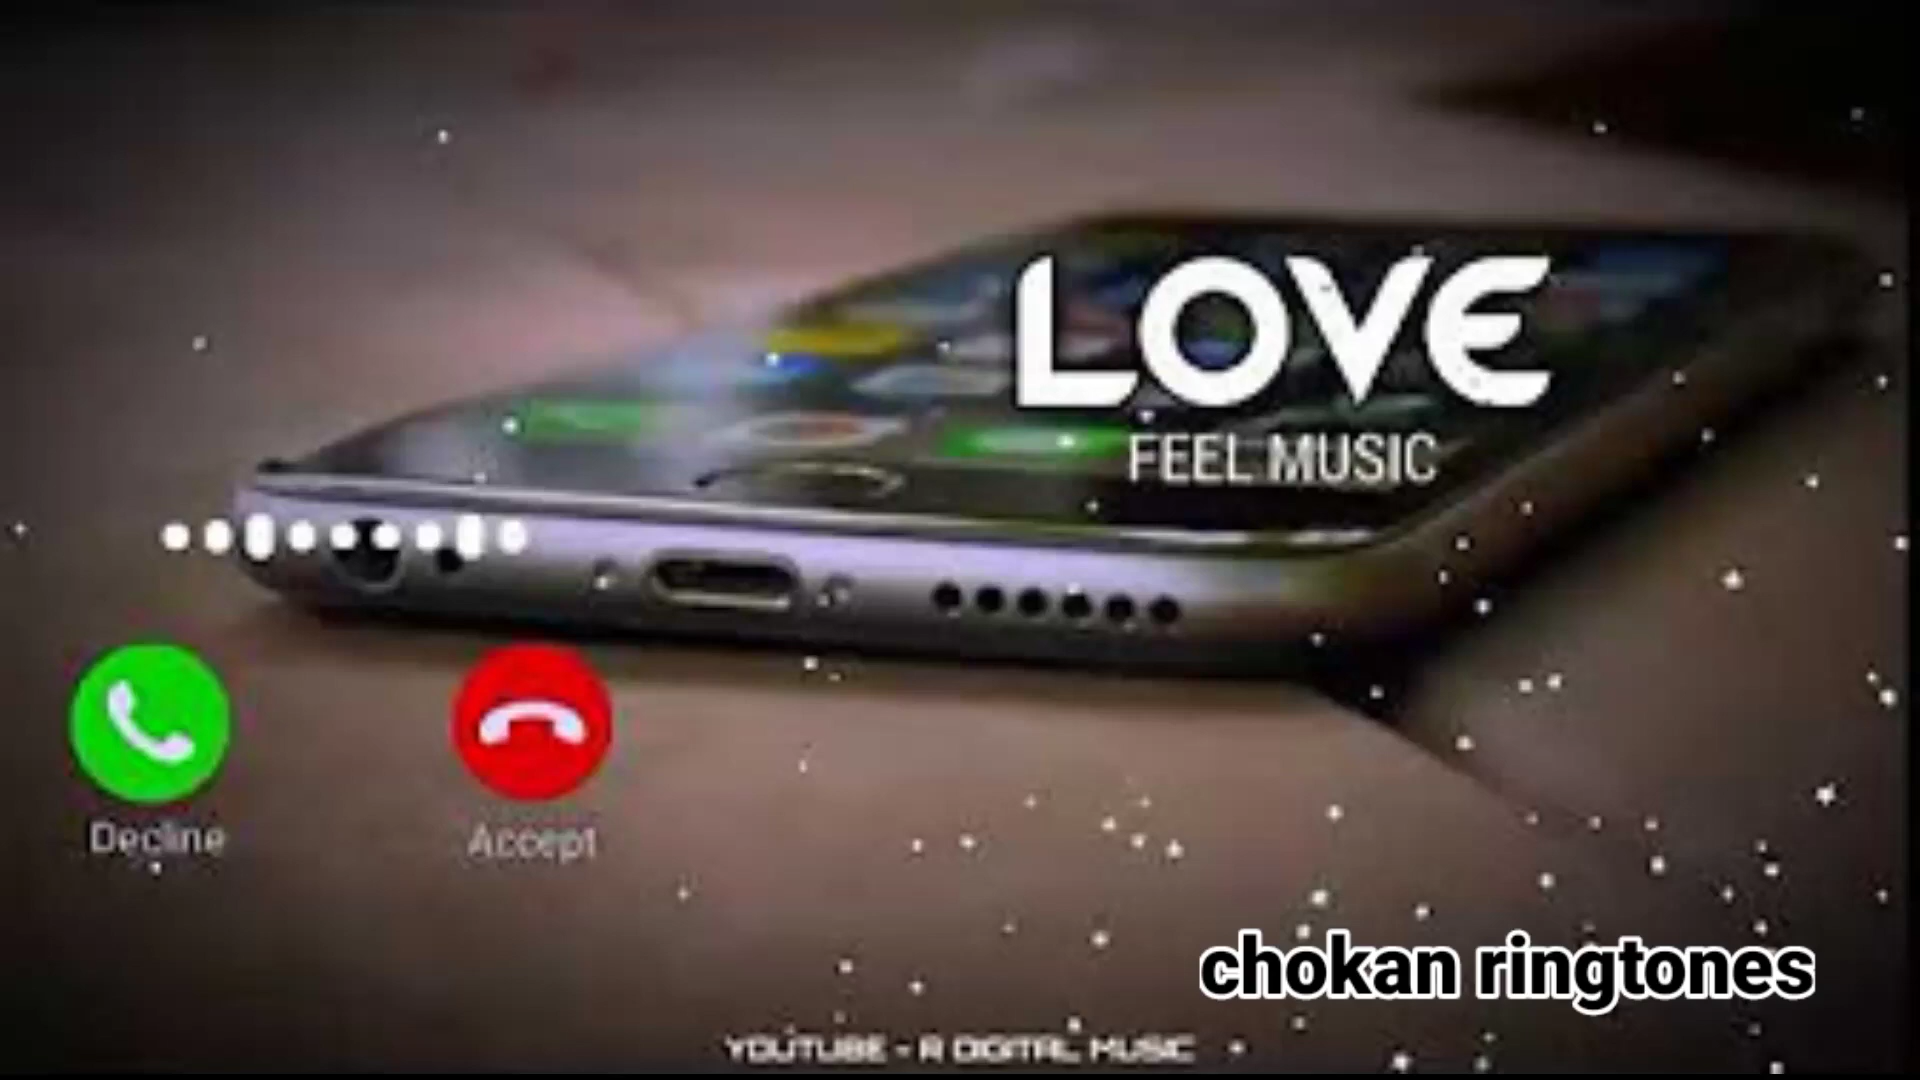 LOVE
FEEL MUSIC
Decline
Accept
chokan ringtones
YOUTUBE - A DIGITAL MUSIC